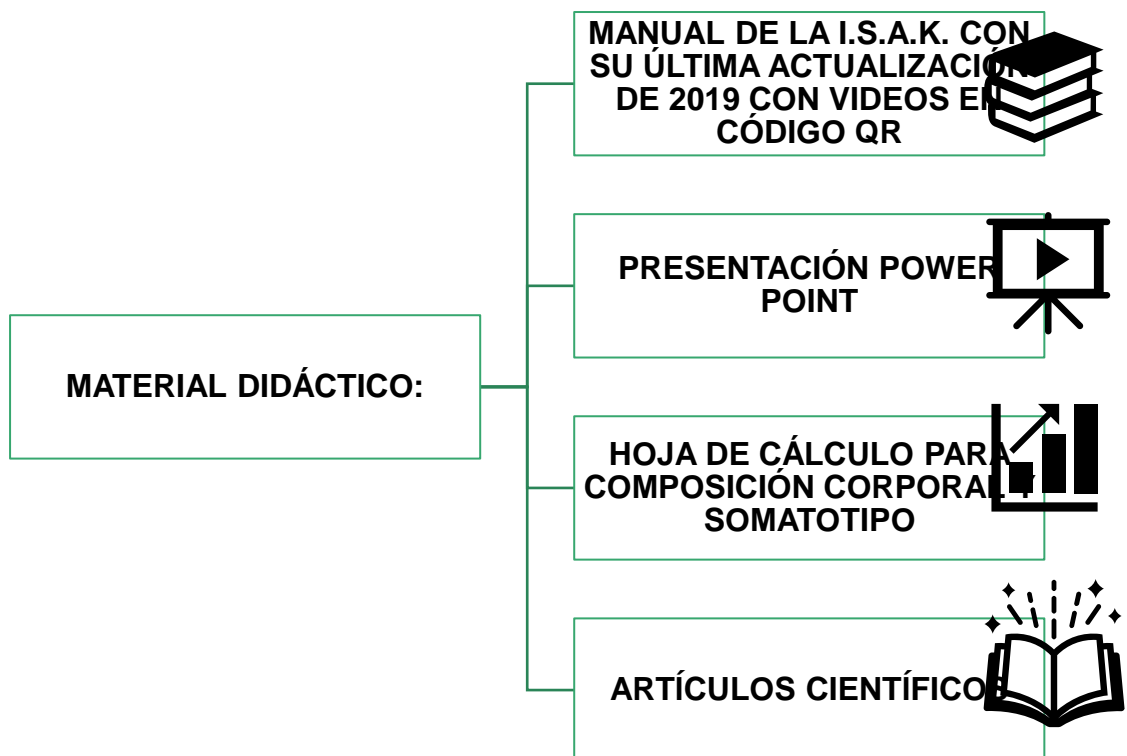 MATERIAL DIDÁCTICO:
MANUAL DE LA I.S.A.K. CON
SU ÚLTIMA ACTUALIZACIÓN
DE 2019 CON VIDEOS EN
CÓDIGO QR
PRESENTACIÓN POWER
POINT
HOJA DE CÁLCULO PARA
COMPOSICIÓN CORPORAL Y
SOMATOTIPO
ARTÍCULOS CIENTÍFICOS